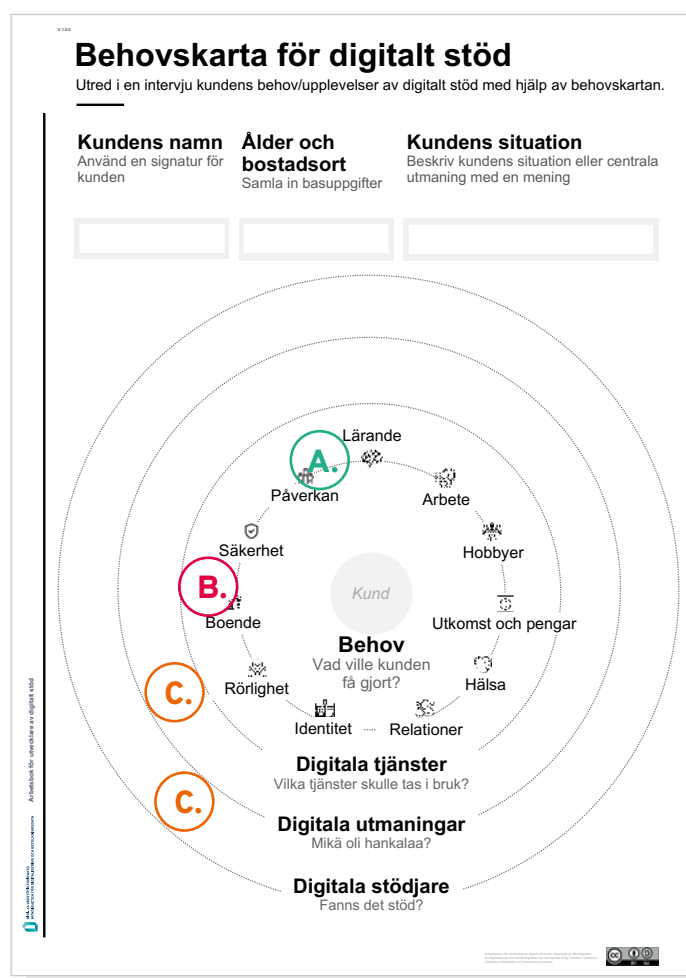 V 1.0.0
Behovskarta för digitalt stöd
Utred i en intervju kundens behov/upplevelser av digitalt stöd med hjälp av behovskartan.
Kundens namn
Använd en signatur för
kunden
Ålder och
bostadsort
Samla in basuppgifter
Kundens situation
Beskriv kundens situation eller centrala
utmaning med en mening
Lärande
A.
Påverkan
Arbete
Säkerhet
Hobbyer
B.
Kund
Boende
Utkomst och pengar
Behov
Vad ville kunden
få gjort?
Rörlighet
Hälsa
C.
Identitet
Relationer
Digitala tjänster
Vilka tjänster skulle tas i bruk?
C.
Digitala utmaningar
Mikä oli hankalaa?
Digitala stödjare
Fanns det stöd?
Arbetsbok för utvecklare av digitalt stöd
CC